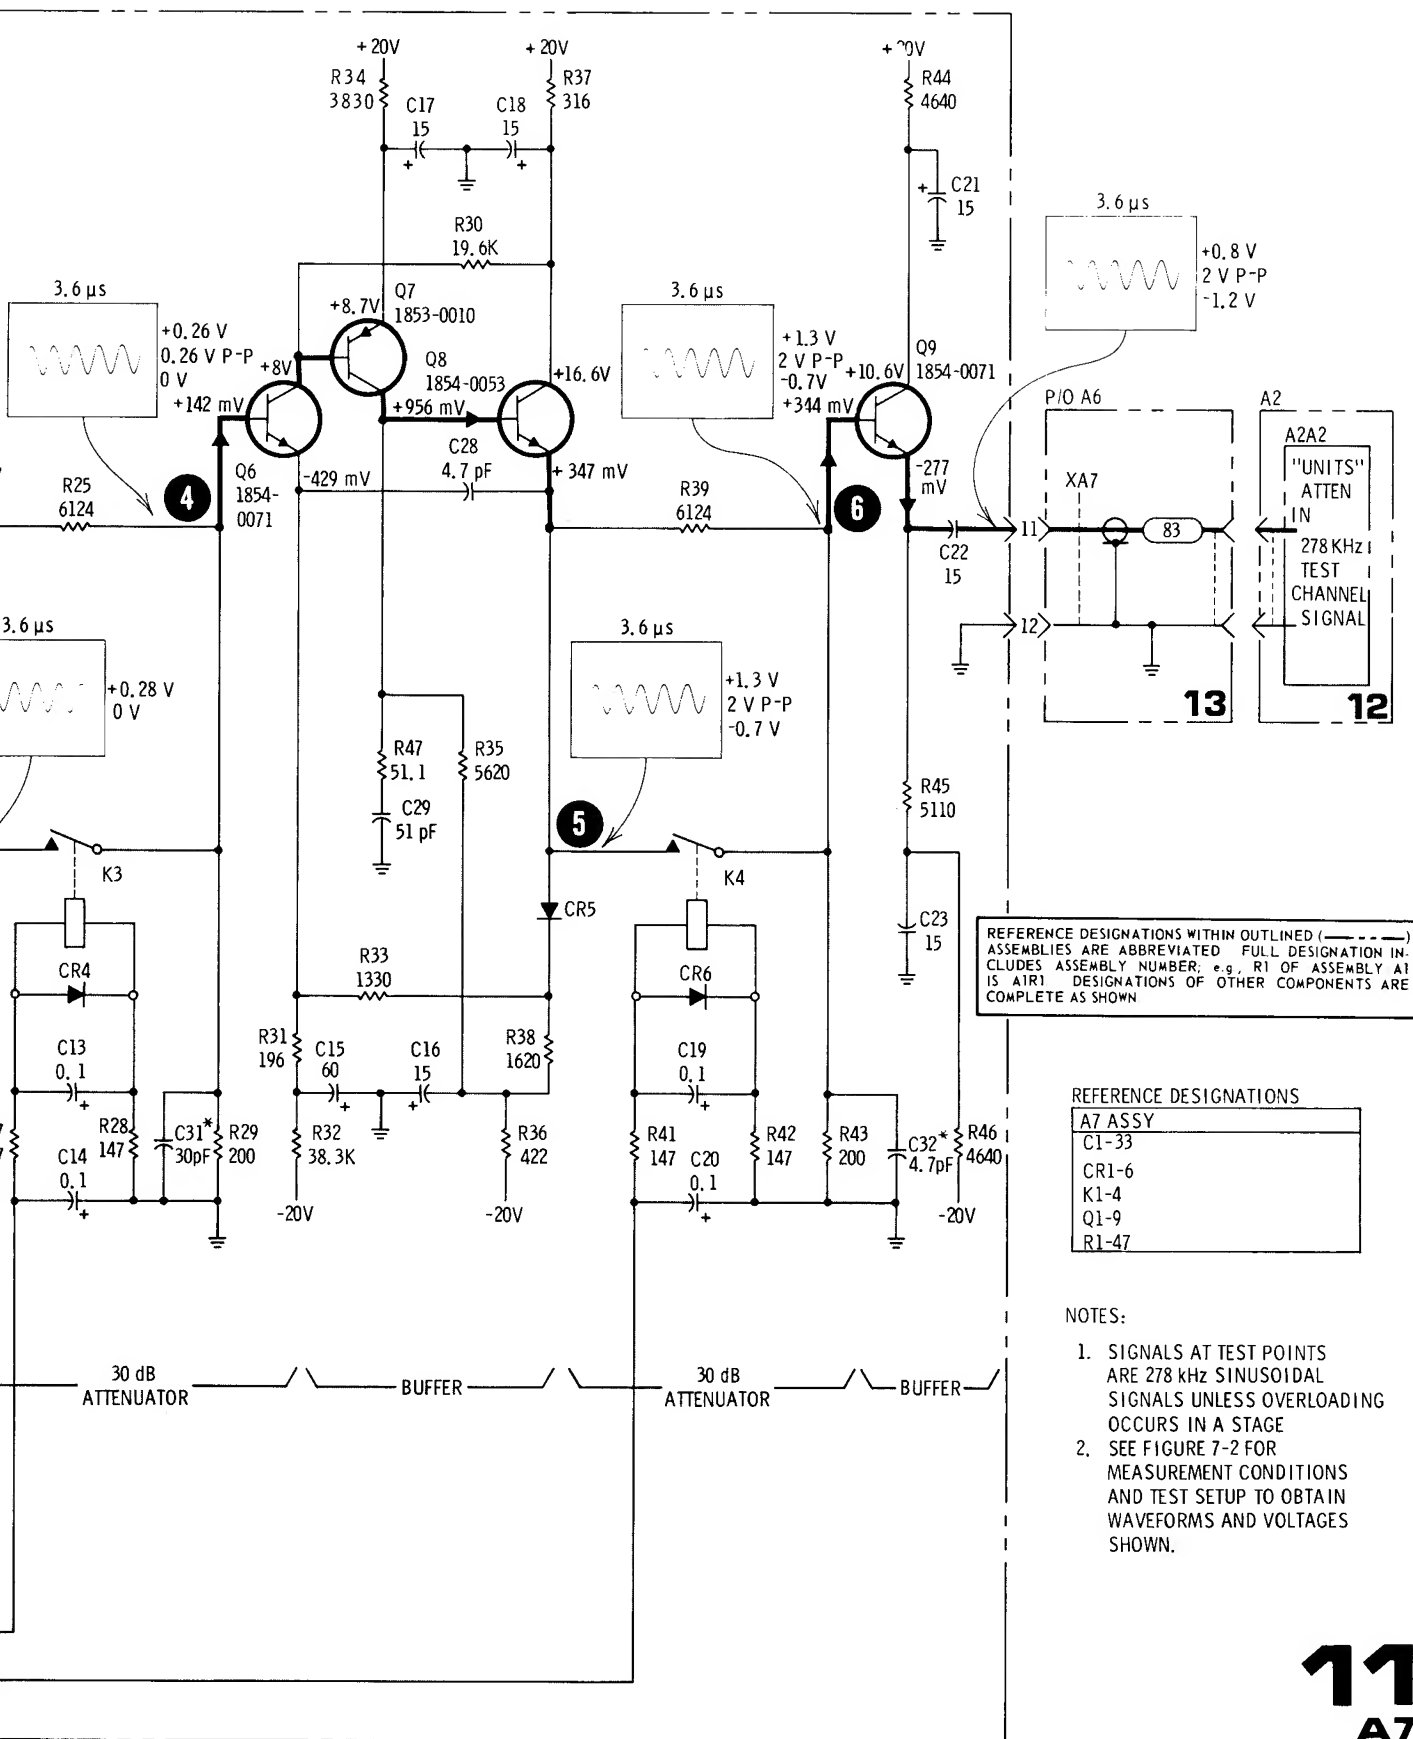 +20V
R34
3830
C17
15
+
C18
15
+
+20V
R37
316
R44
4640
+
C21
15
R30
19.6K
3.6 µs
+0.26 V
0.26 V P-P
0 V
+8V
+142 mV
+8.7V
Q7
1853-0010
Q8
1854-0053
+956 mV
+16.6V
C28
4.7 pF
+347 mV
-429 mV
Q6
1854-
0071
4
R25
6124
3.6 µs
+1.3 V
2 V P-P
-0.7V
+10.6V
+344 mV
Q9
1854-0071
-277
mV
6
R39
6124
3.6 µs
+0.8 V
2 V P-P
-1.2 V
C22
15
11
12
P/O A6
XA7
83
13
A2
A2A2
"UNITS"
ATTEN
IN
278 KHz
TEST
CHANNEL
SIGNAL
12
3.6 µs
+0.28 V
0 V
K3
CR4
C13
0.1
+
C14
0.1
+
R28
147
C31*
30pF
R29
200
R47
51.1
C29
51 pF
R35
5620
R33
1330
R31
196
C15
60
+
C16
15
+
R32
38.3K
-20V
R38
1620
R36
422
-20V
3.6 µs
+1.3 V
2 V P-P
-0.7 V
5
CR5
K4
CR6
C19
0.1
+
R41
147
C20
0.1
+
R42
147
R43
200
C32*
4.7pF
R45
5110
C23
15
R46
4640
-20V
REFERENCE DESIGNATIONS WITHIN OUTLINED ( )
ASSEMBLIES ARE ABBREVIATED FULL DESIGNATION IN-
CLUDES ASSEMBLY NUMBER; e.g., R1 OF ASSEMBLY A1
IS A1R1 DESIGNATIONS OF OTHER COMPONENTS ARE
COMPLETE AS SHOWN
REFERENCE DESIGNATIONS
A7 ASSY
C1-33
CR1-6
K1-4
Q1-9
R1-47
30 dB
ATTENUATOR
BUFFER
30 dB
ATTENUATOR
BUFFER
NOTES:
1. SIGNALS AT TEST POINTS
ARE 278 kHz SINUSOIDAL
SIGNALS UNLESS OVERLOADING
OCCURS IN A STAGE
2. SEE FIGURE 7-2 FOR
MEASUREMENT CONDITIONS
AND TEST SETUP TO OBTAIN
WAVEFORMS AND VOLTAGES
SHOWN.
11
A7